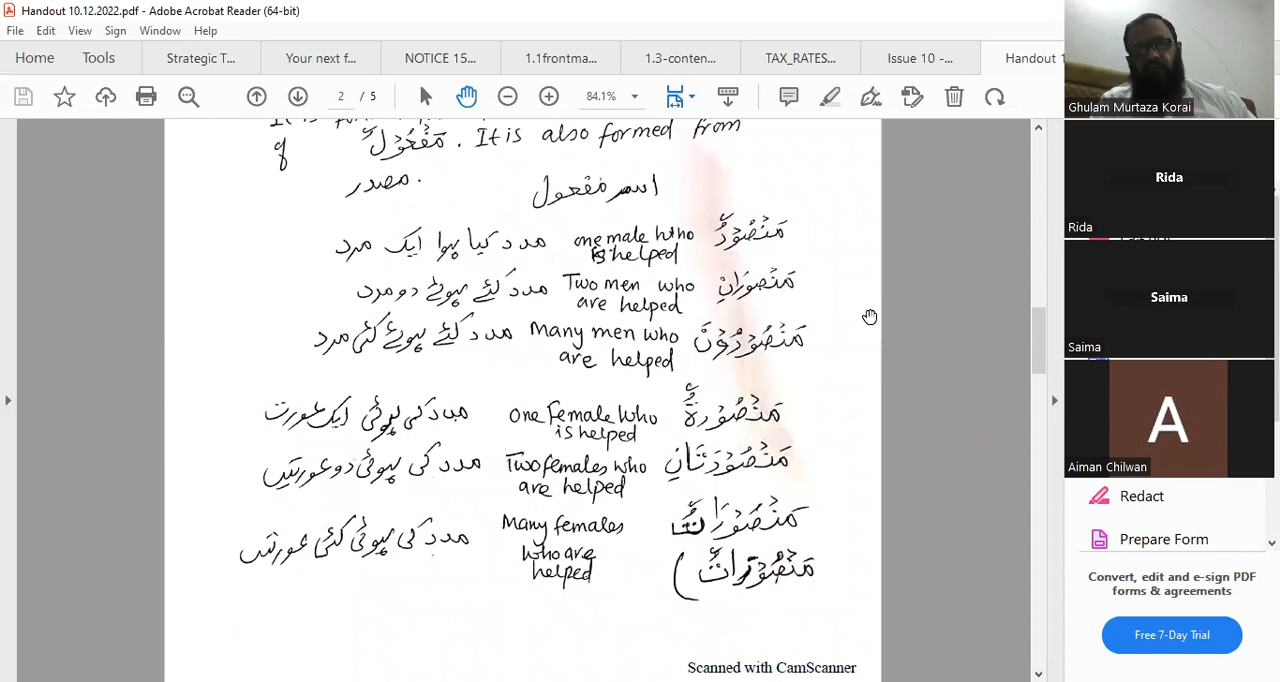 Handout 10.12.2022.pdf - Adobe Acrobat Reader (64-bit)
File Edit View Sign Window Help
Home Tools Strategic T... Your next f... NOTICE 15... 1.1frontma... 1.3-conten... TAX_RATES... Issue 10 -... Handout 1
2 / 5 84.1%
of مَفْعُوْلٌ . It is also formed from
مصدر.
اسم مفعول
مَنْصُوْرٌ one male who is helped مدد کیا ہوا ایک مرد
مَنْصُوْرَانِ Two men who are helped مدد کئے ہوئے دو مرد
مَنْصُوْرُوْنَ Many men who are helped مدد کئے ہوئے کئی مرد
مَنْصُوْرَةٌ one Female who is helped مدد کی ہوئی ایک عورت
مَنْصُوْرَتَانِ Two females who are helped مدد کی ہوئی دو عورتیں
مَنْصُوْرَاتٌ Many females who are helped مدد کی ہوئی کئی عورتیں
مَنْصُوْرَاتٌ )
Scanned with CamScanner
Ghulam Murtaza Korai
Rida
Rida
Saima
Saima
A
Aiman Chilwan
Redact
Prepare Form
Convert, edit and e-sign PDF
forms & agreements
Free 7-Day Trial